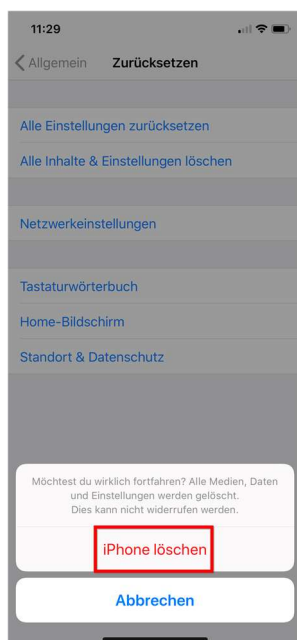 11:29
Allgemein Zurücksetzen
Alle Einstellungen zurücksetzen
Alle Inhalte & Einstellungen löschen
Netzwerkeinstellungen
Tastaturwörterbuch
Home-Bildschirm
Standort & Datenschutz
Möchtest du wirklich fortfahren? Alle Medien, Daten
und Einstellungen werden gelöscht.
Dies kann nicht widerrufen werden.
iPhone löschen
Abbrechen